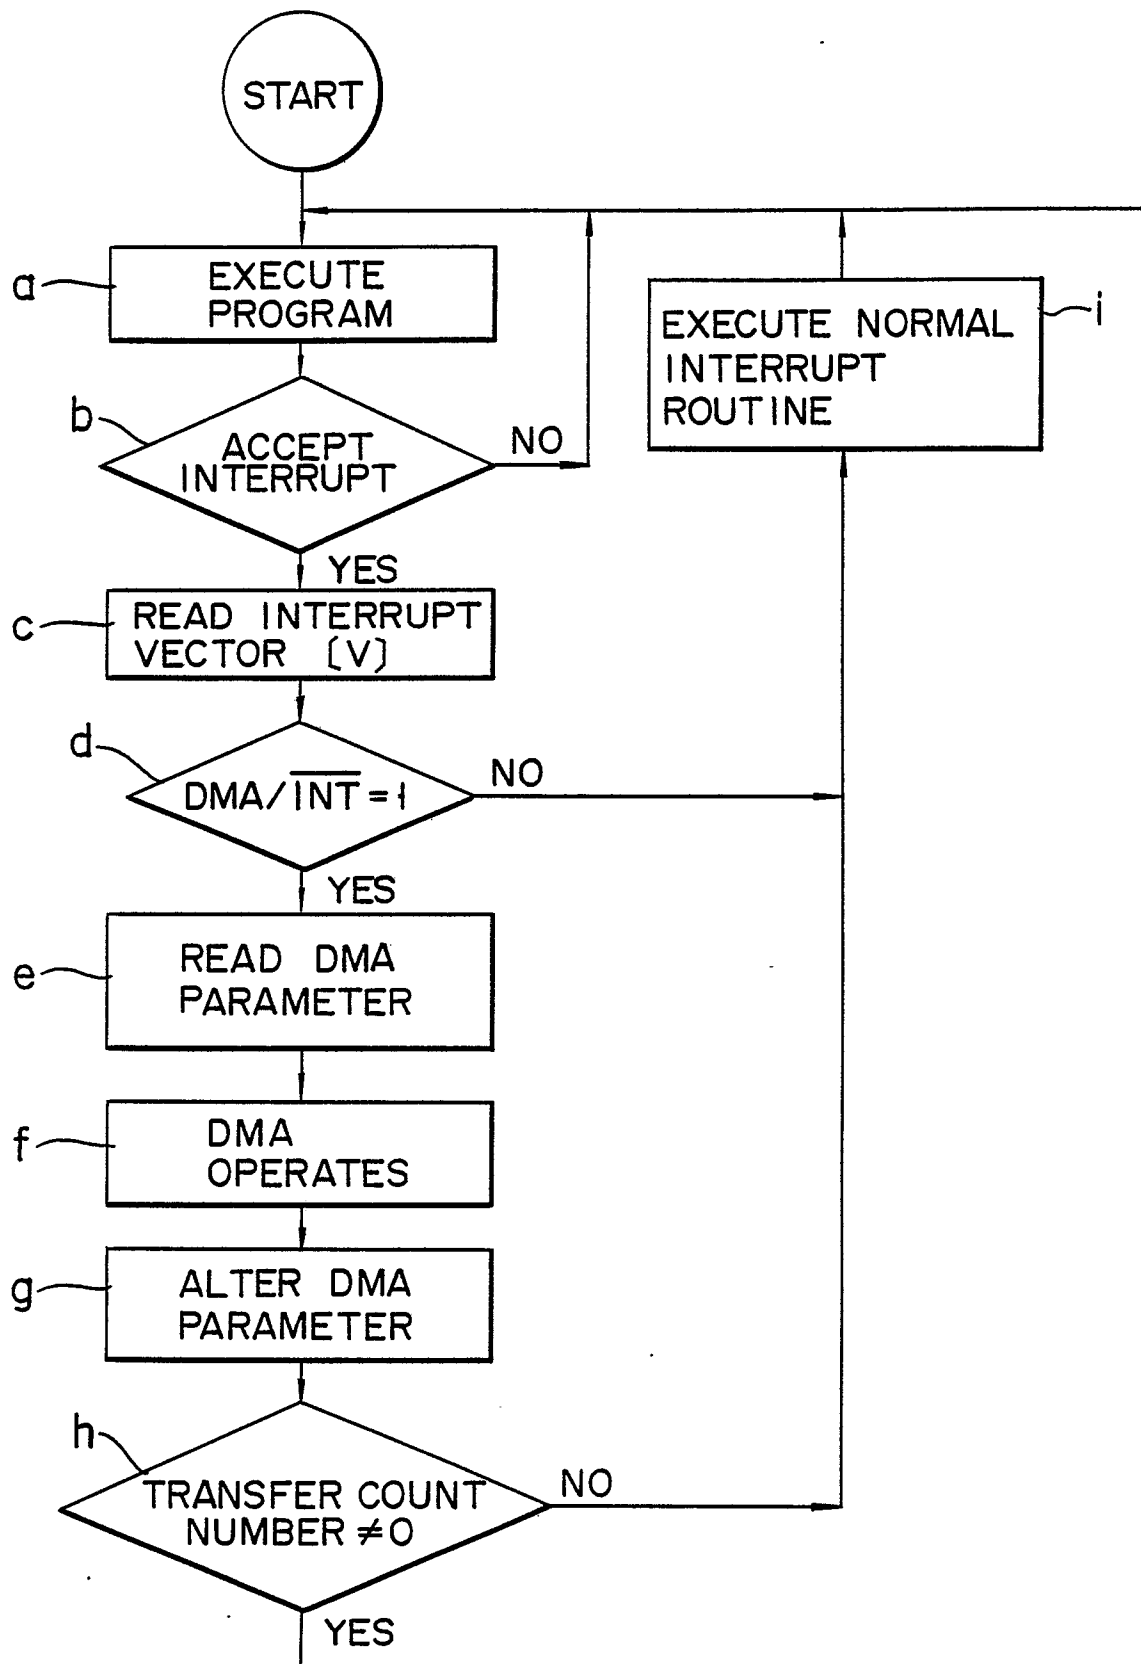 START
a
EXECUTE
PROGRAM
i
EXECUTE NORMAL
INTERRUPT
ROUTINE
b
ACCEPT
INTERRUPT
NO
YES
c
READ INTERRUPT
VECTOR [V]
d
DMA/I̅N̅T̅ = 1
NO
YES
e
READ DMA
PARAMETER
f
DMA
OPERATES
g
ALTER DMA
PARAMETER
h
TRANSFER COUNT
NUMBER ≠ 0
NO
YES